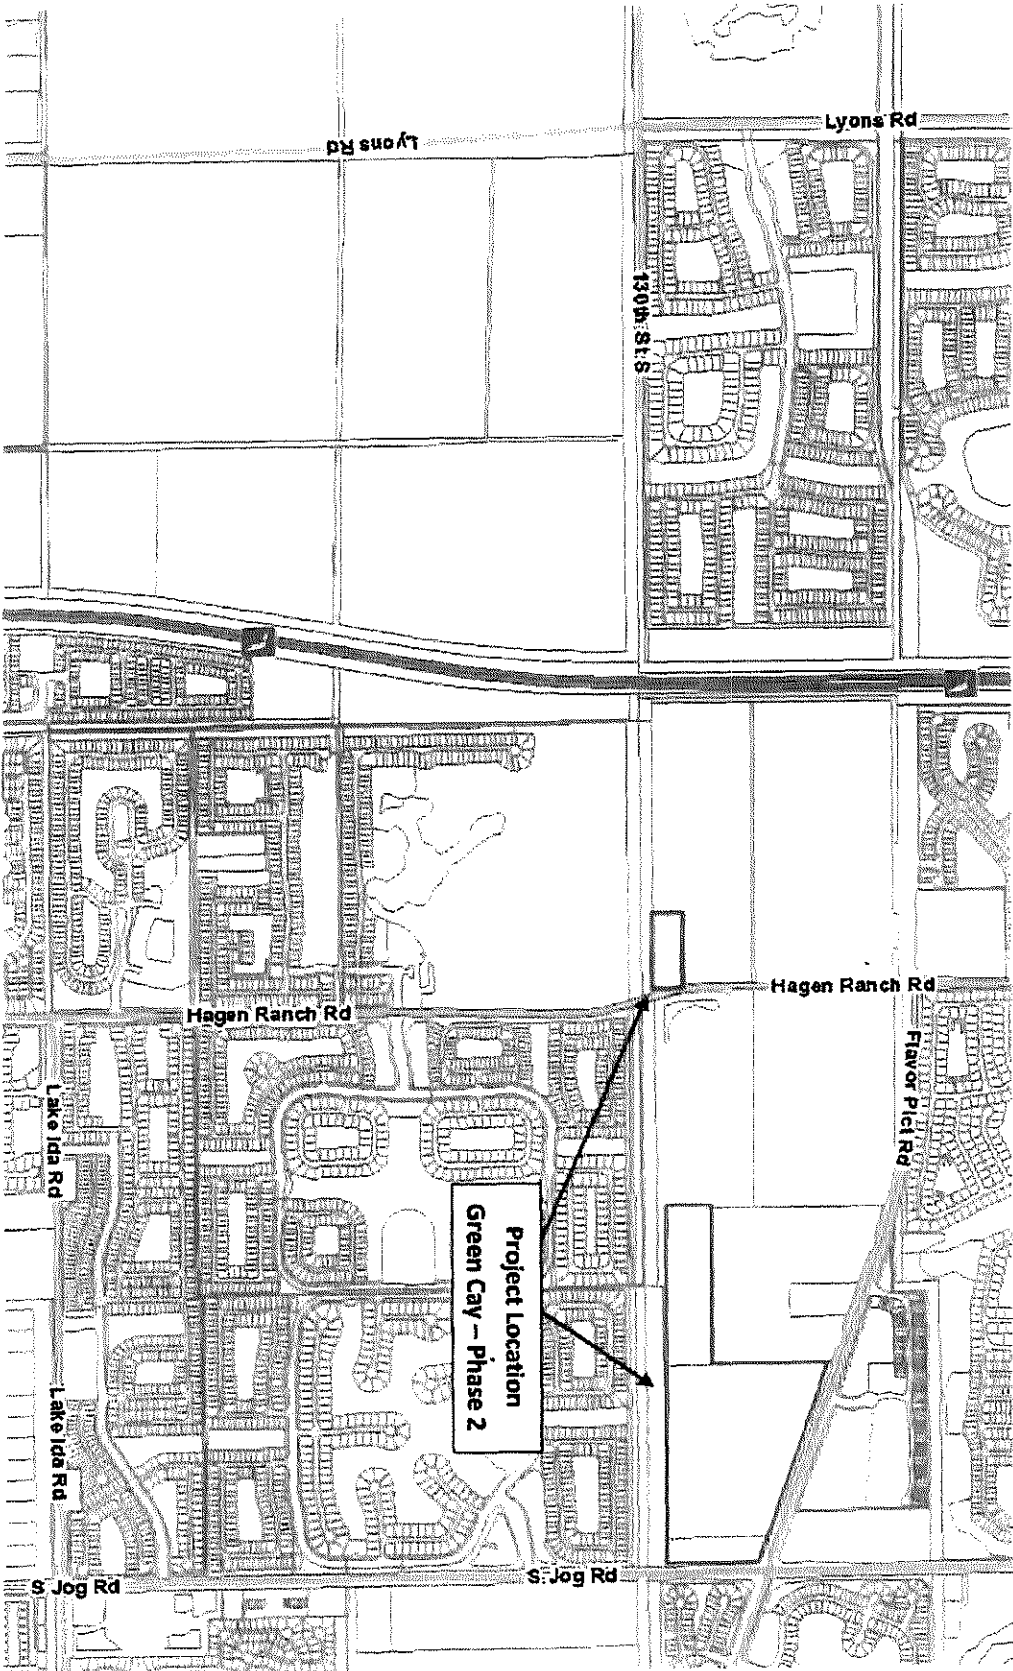 Lyons Rd
Lyons Rd
130th St S
Hagen Ranch Rd
Hagen Ranch Rd
Flavor Pict Rd
Lake Ida Rd
Project Location
Green Cay – Phase 2
Lake Ida Rd
S Jog Rd
S Jog Rd